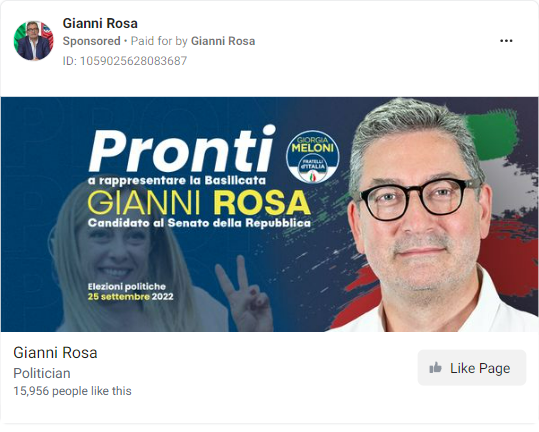 Gianni Rosa
Sponsored • Paid for by Gianni Rosa
ID: 1059025628083687
Pronti
a rappresentare la Basilicata
GIORGIA
MELONI
FRATELLI
d'ITALIA
GIANNI ROSA
Candidato al Senato della Repubblica
Elezioni politiche
25 settembre 2022
Gianni Rosa
Politician
15,956 people like this
Like Page